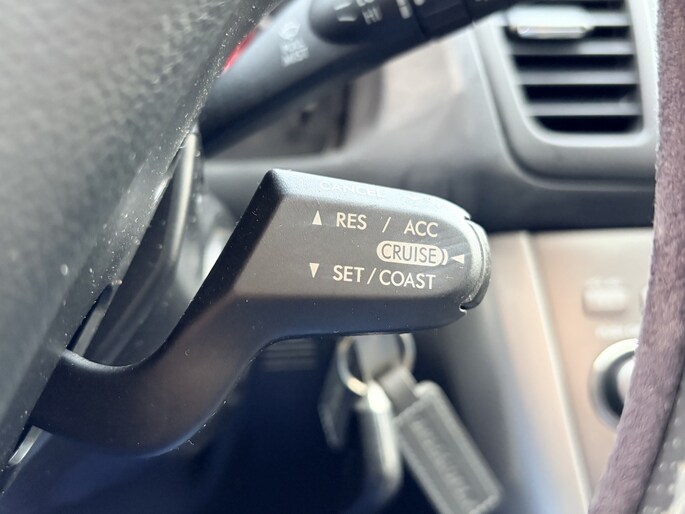 CANCEL
▲ RES / ACC
CRUISE ◄
▼ SET / COAST